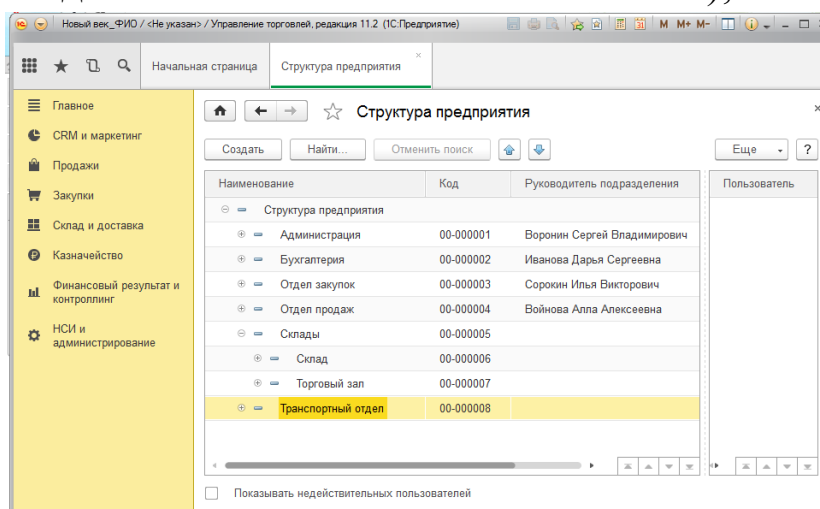 Новый век_ФИО / <Не указан> / Управление торговлей, редакция 11.2 (1С:Предприятие)
M M+ M-
Начальная страница
Структура предприятия
Главное
CRM и маркетинг
Продажи
Закупки
Склад и доставка
Казначейство
Финансовый результат и
контроллинг
НСИ и
администрирование
Структура предприятия
Создать
Найти...
Отменить поиск
Еще
?
Наименование Код Руководитель подразделения Пользователь
Структура предприятия
Администрация 00-000001 Воронин Сергей Владимирович
Бухгалтерия 00-000002 Иванова Дарья Сергеевна
Отдел закупок 00-000003 Сорокин Илья Викторович
Отдел продаж 00-000004 Войнова Алла Алексеевна
Склады 00-000005
Склад 00-000006
Торговый зал 00-000007
Транспортный отдел 00-000008
Показывать недействительных пользователей